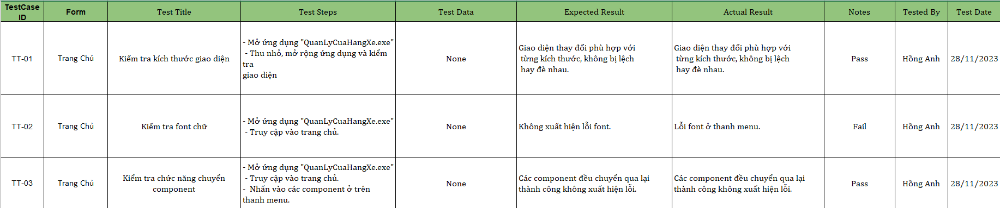 TestCase
ID
Form
Test Title
Test Steps
Test Data
Expected Result
Actual Result
Notes
Tested By
Test Date
TT-01
Trang Chủ
Kiểm tra kích thước giao diện
- Mở ứng dụng "QuanLyCuaHangXe.exe"
- Thu nhỏ, mở rộng ứng dụng và kiểm
tra
giao diện
None
Giao diện thay đổi phù hợp với
từng kích thước, không bị lệch
hay đè nhau.
Giao diện thay đổi phù hợp với
từng kích thước, không bị lệch
hay đè nhau.
Pass
Hồng Anh
28/11/2023
TT-02
Trang Chủ
Kiểm tra font chữ
- Mở ứng dụng "QuanLyCuaHangXe.exe"
- Truy cập vào trang chủ.
None
Không xuất hiện lỗi font.
Lỗi font ở thanh menu.
Fail
Hồng Anh
28/11/2023
TT-03
Trang Chủ
Kiểm tra chức năng chuyển
component
- Mở ứng dụng "QuanLyCuaHangXe.exe"
- Truy cập vào trang chủ.
- Nhấn vào các component ở trên
thanh menu.
None
Các component đều chuyển qua lại
thành công không xuất hiện lỗi.
Các component đều chuyển qua lại
thành công không xuất hiện lỗi.
Pass
Hồng Anh
28/11/2023